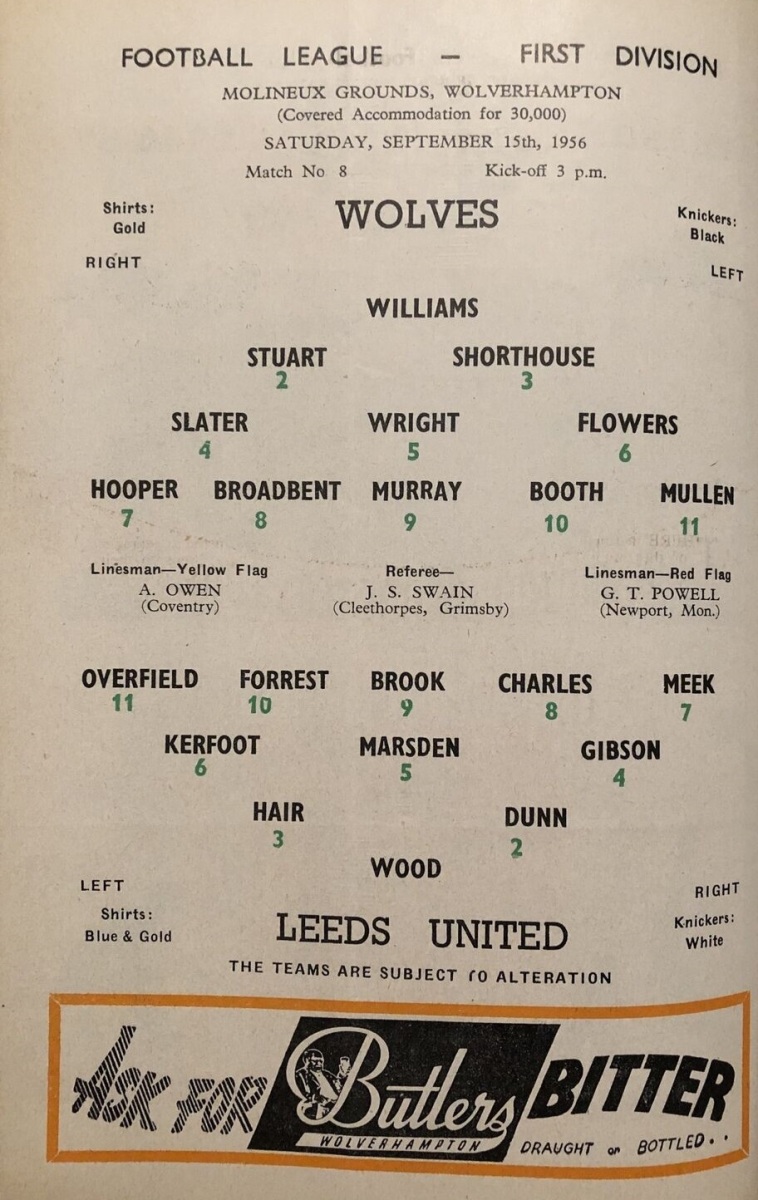 FOOTBALL LEAGUE — FIRST DIVISION
MOLINEUX GROUNDS, WOLVERHAMPTON
(Covered Accommodation for 30,000)
SATURDAY, SEPTEMBER 15th, 1956
Match No 8 Kick-off 3 p.m.
Shirts: Gold
WOLVES
Knickers: Black
RIGHT LEFT
WILLIAMS
STUART SHORTHOUSE
2 3
SLATER WRIGHT FLOWERS
4 5 6
HOOPER BROADBENT MURRAY BOOTH MULLEN
7 8 9 10 11
Linesman—Yellow Flag Referee— Linesman—Red Flag
A. OWEN J. S. SWAIN G. T. POWELL
(Coventry) (Cleethorpes, Grimsby) (Newport, Mon.)
OVERFIELD FORREST BROOK CHARLES MEEK
11 10 9 8 7
KERFOOT MARSDEN GIBSON
6 5 4
HAIR DUNN
3 2
WOOD
LEFT RIGHT
Shirts: Blue & Gold
LEEDS UNITED
Knickers: White
THE TEAMS ARE SUBJECT TO ALTERATION
ASK FOR Butlers BITTER
WOLVERHAMPTON
DRAUGHT or BOTTLED . .